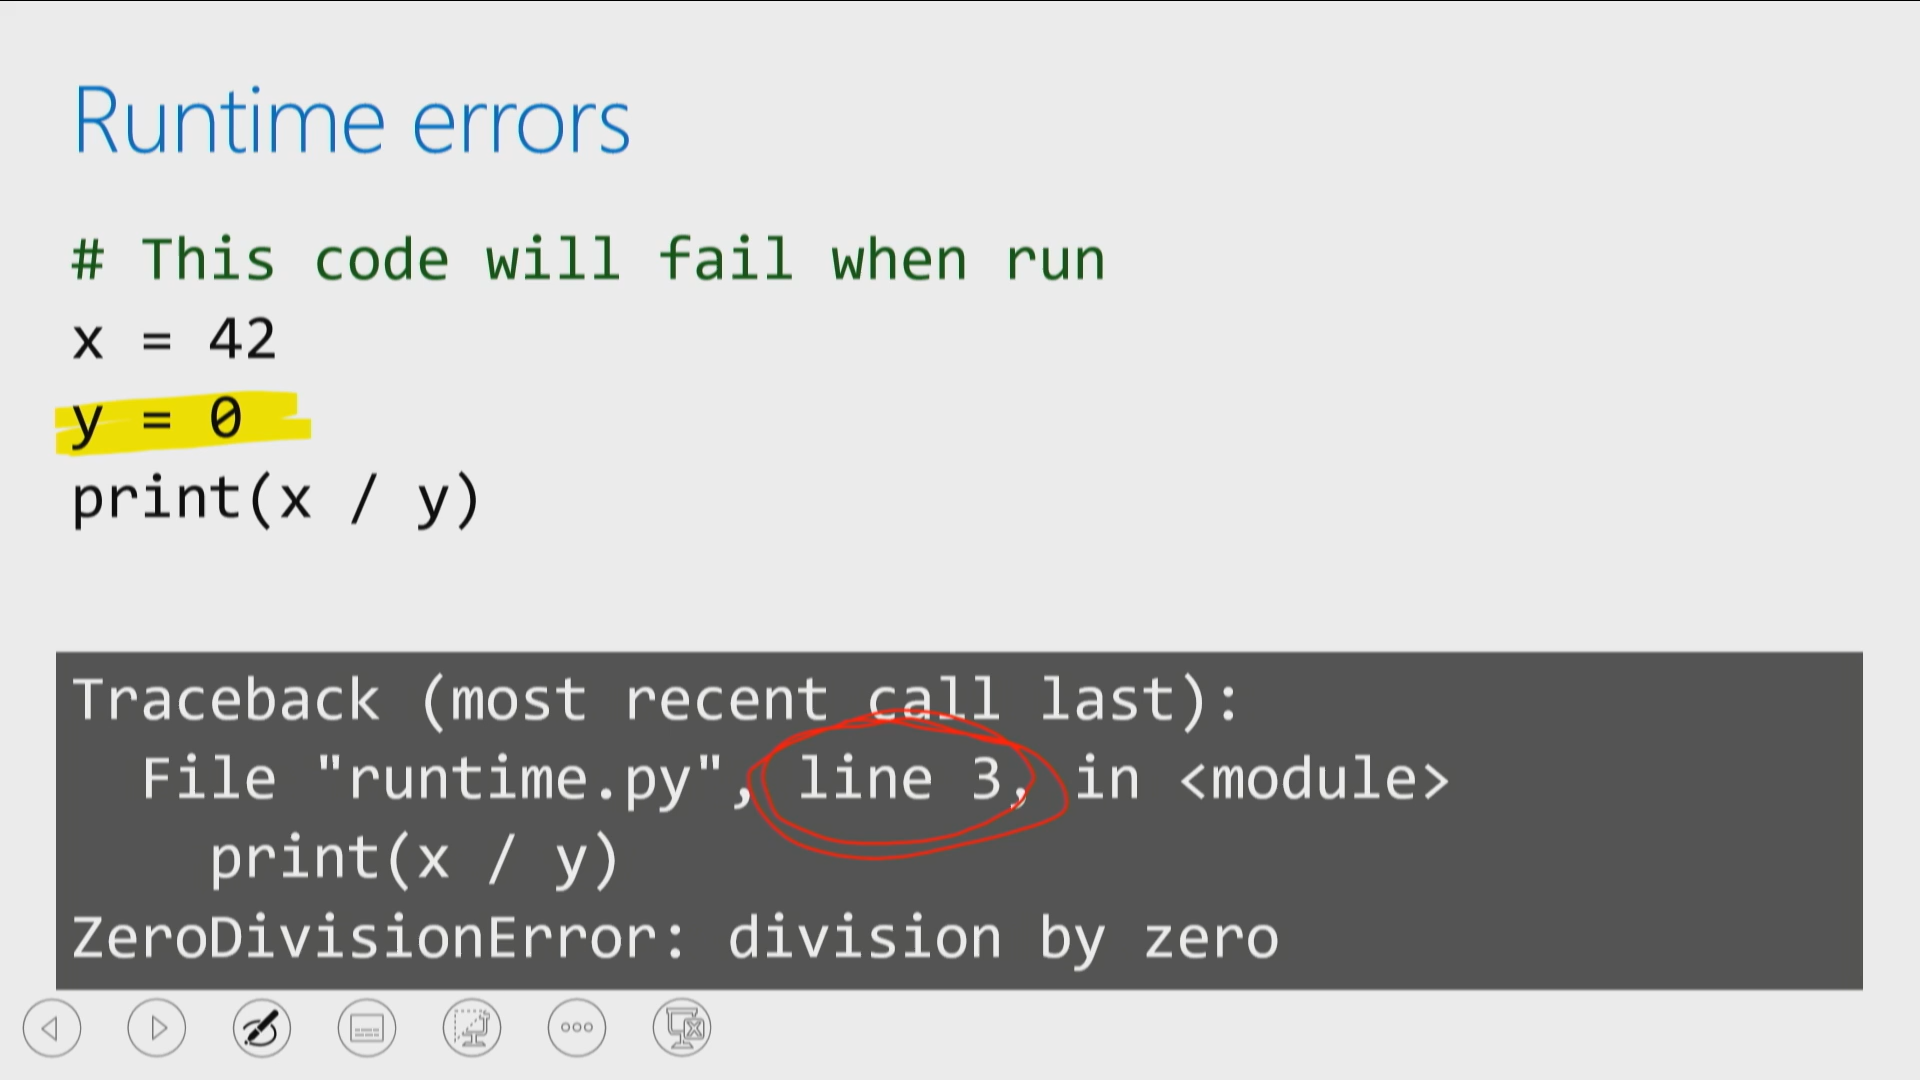 Runtime errors
# This code will fail when run
x = 42
y = 0
print(x / y)
Traceback (most recent call last):
  File "runtime.py", line 3, in <module>
    print(x / y)
ZeroDivisionError: division by zero